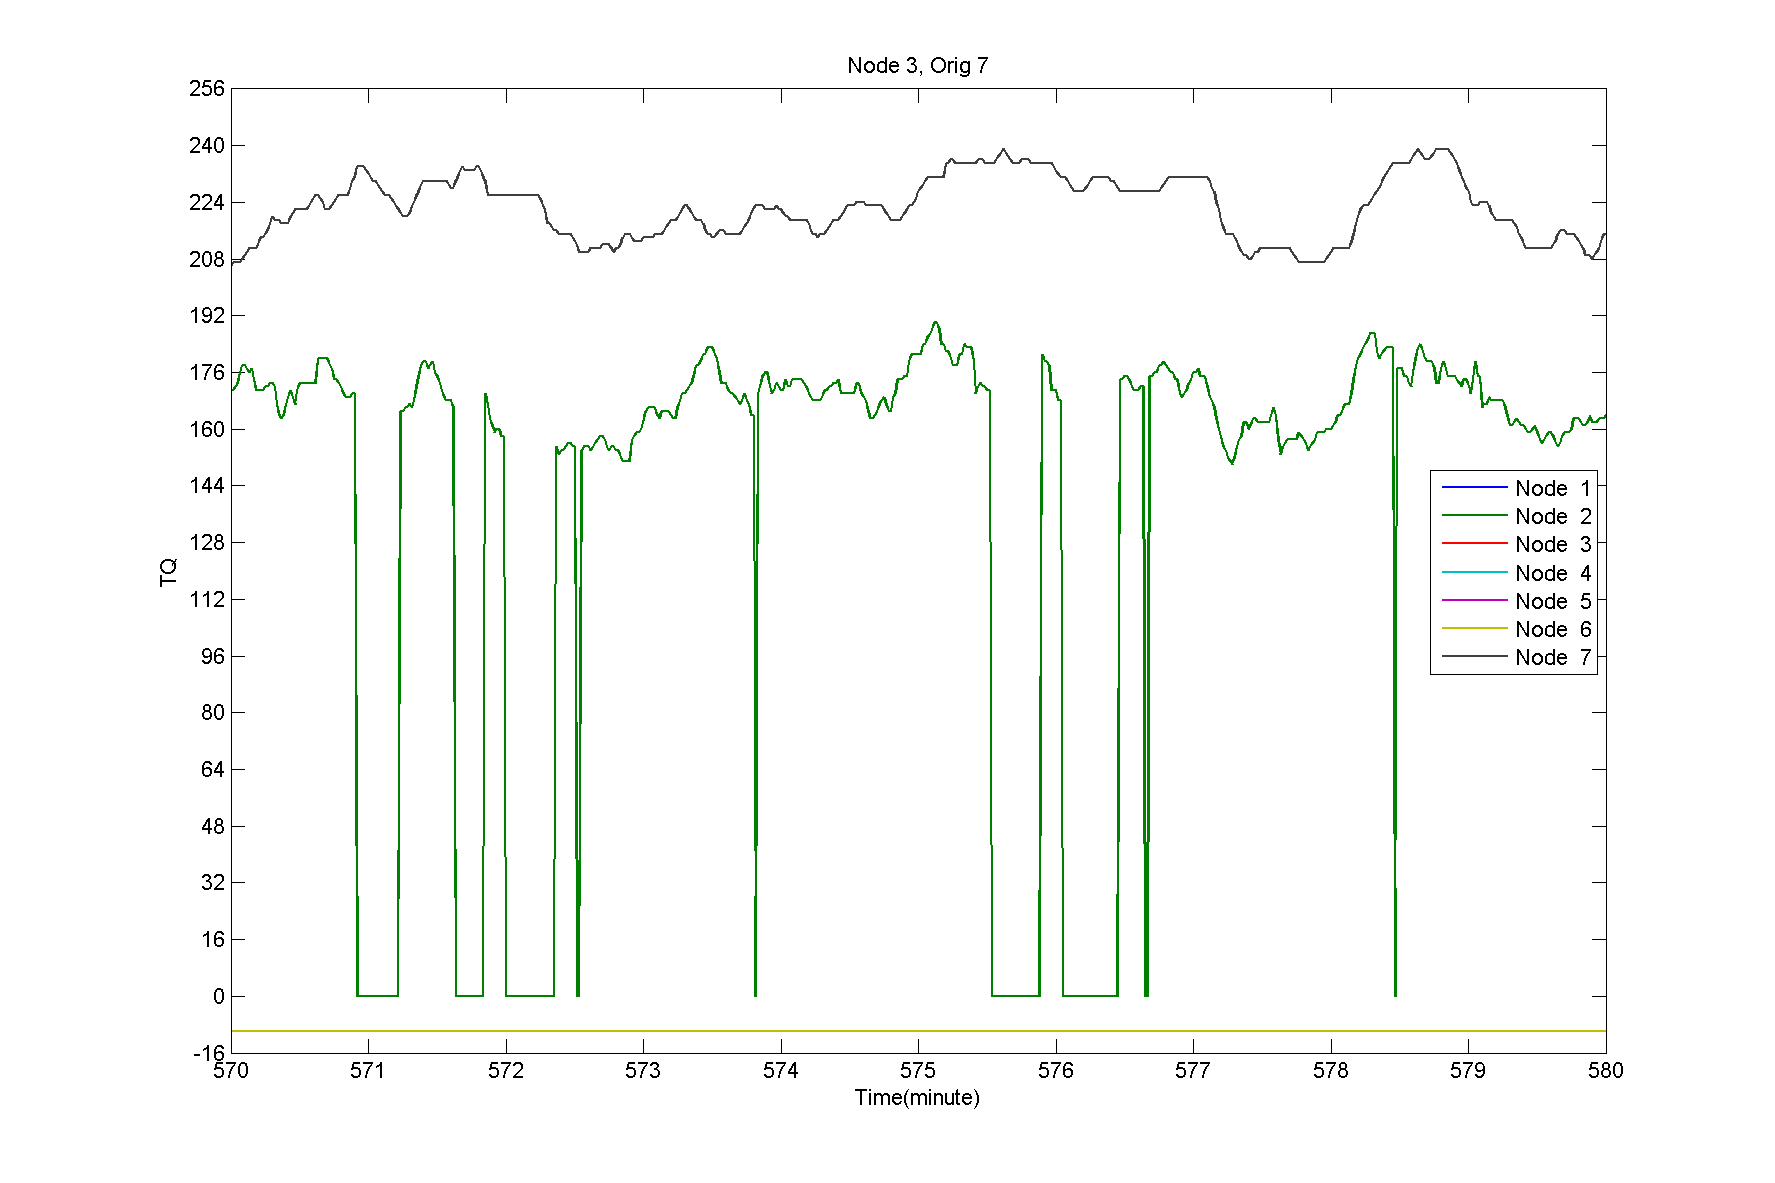 Node 3, Orig 7
256
240
224
208
192
176
160
144
128
112
96
80
64
48
32
16
0
-16
TQ
Node 1
Node 2
Node 3
Node 4
Node 5
Node 6
Node 7
570 571 572 573 574 575 576 577 578 579 580
Time(minute)